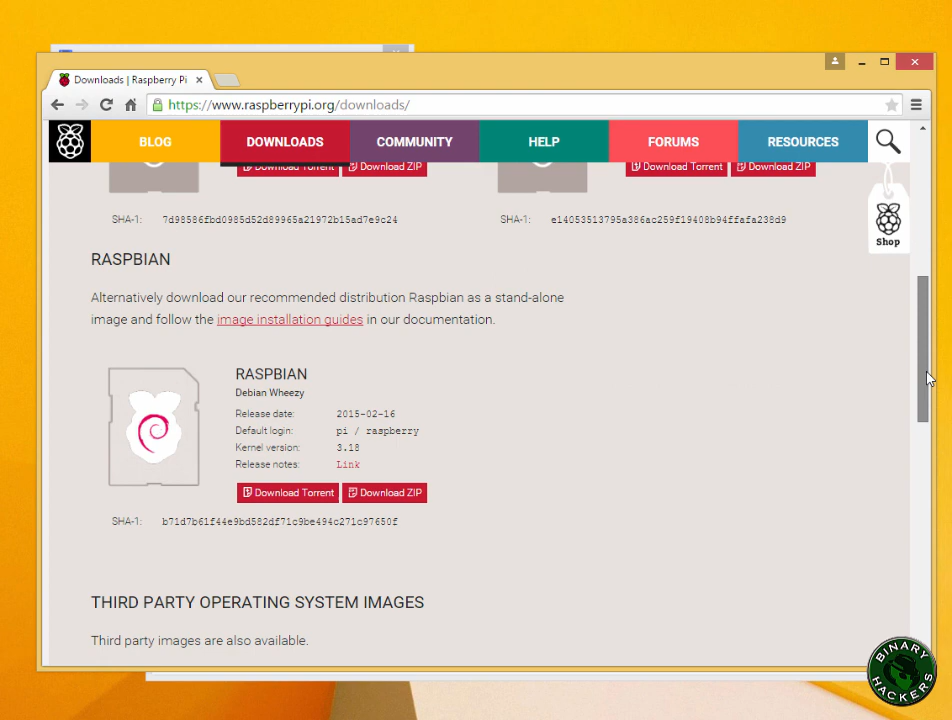 Downloads | Raspberry Pi
https://www.raspberrypi.org/downloads/
BLOG DOWNLOADS COMMUNITY HELP FORUMS RESOURCES
Download Torrent Download ZIP Download Torrent Download ZIP
SHA-1: 7d98586fbd0985d52d89965a21972b15ad7e9c24 SHA-1: e14053513795a386ac259f19408b94ffafa238d9
Shop
RASPBIAN
Alternatively download our recommended distribution Raspbian as a stand-alone
image and follow the image installation guides in our documentation.
RASPBIAN
Debian Wheezy
Release date: 2015-02-16
Default login: pi / raspberry
Kernel version: 3.18
Release notes: Link
Download Torrent Download ZIP
SHA-1: b71d7b61f44e9bd582df71c9be494c271c97650f
THIRD PARTY OPERATING SYSTEM IMAGES
Third party images are also available.
BINARY
HACKERS